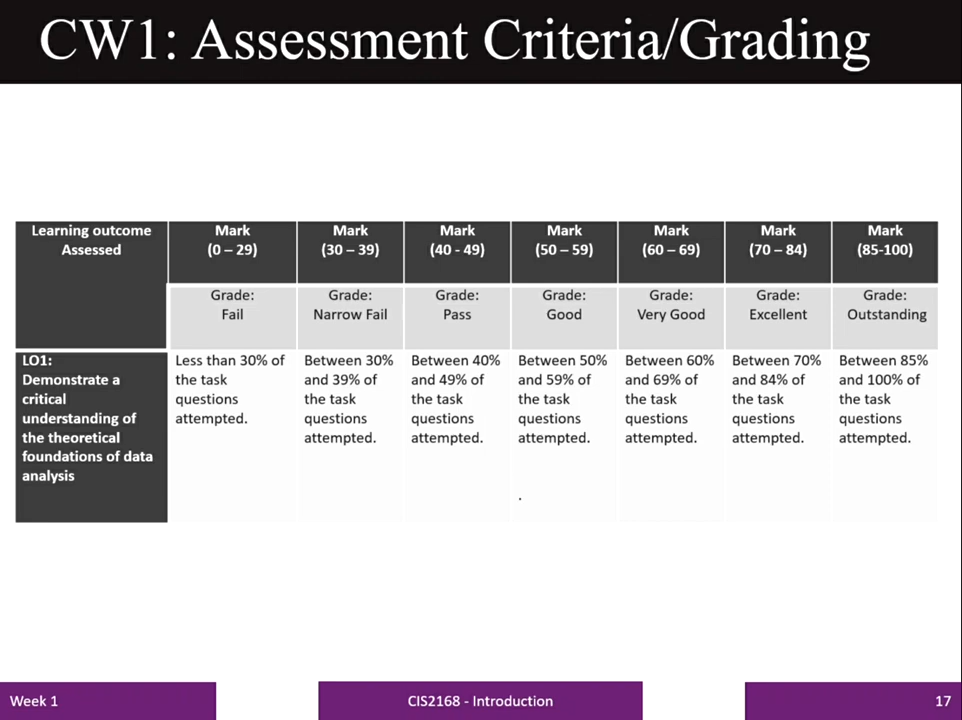 CW1: Assessment Criteria/Grading
Learning outcome
Assessed
Mark
(0 – 29)
Mark
(30 – 39)
Mark
(40 - 49)
Mark
(50 – 59)
Mark
(60 – 69)
Mark
(70 – 84)
Mark
(85-100)
Grade:
Fail
Grade:
Narrow Fail
Grade:
Pass
Grade:
Good
Grade:
Very Good
Grade:
Excellent
Grade:
Outstanding
LO1:
Demonstrate a
critical
understanding of
the theoretical
foundations of data
analysis
Less than 30% of
the task
questions
attempted.
Between 30%
and 39% of
the task
questions
attempted.
Between 40%
and 49% of
the task
questions
attempted.
Between 50%
and 59% of
the task
questions
attempted.
.
Between 60%
and 69% of
the task
questions
attempted.
Between 70%
and 84% of
the task
questions
attempted.
Between 85%
and 100% of
the task
questions
attempted.
Week 1
CIS2168 - Introduction
17